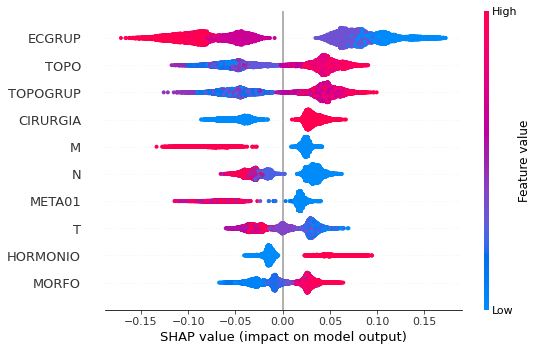 High
ECGRUP
TOPO
TOPOGRUP
CIRURGIA
M
N
META01
T
HORMONIO
MORFO
Feature value
Low
−0.15 −0.10 −0.05 0.00 0.05 0.10 0.15
SHAP value (impact on model output)